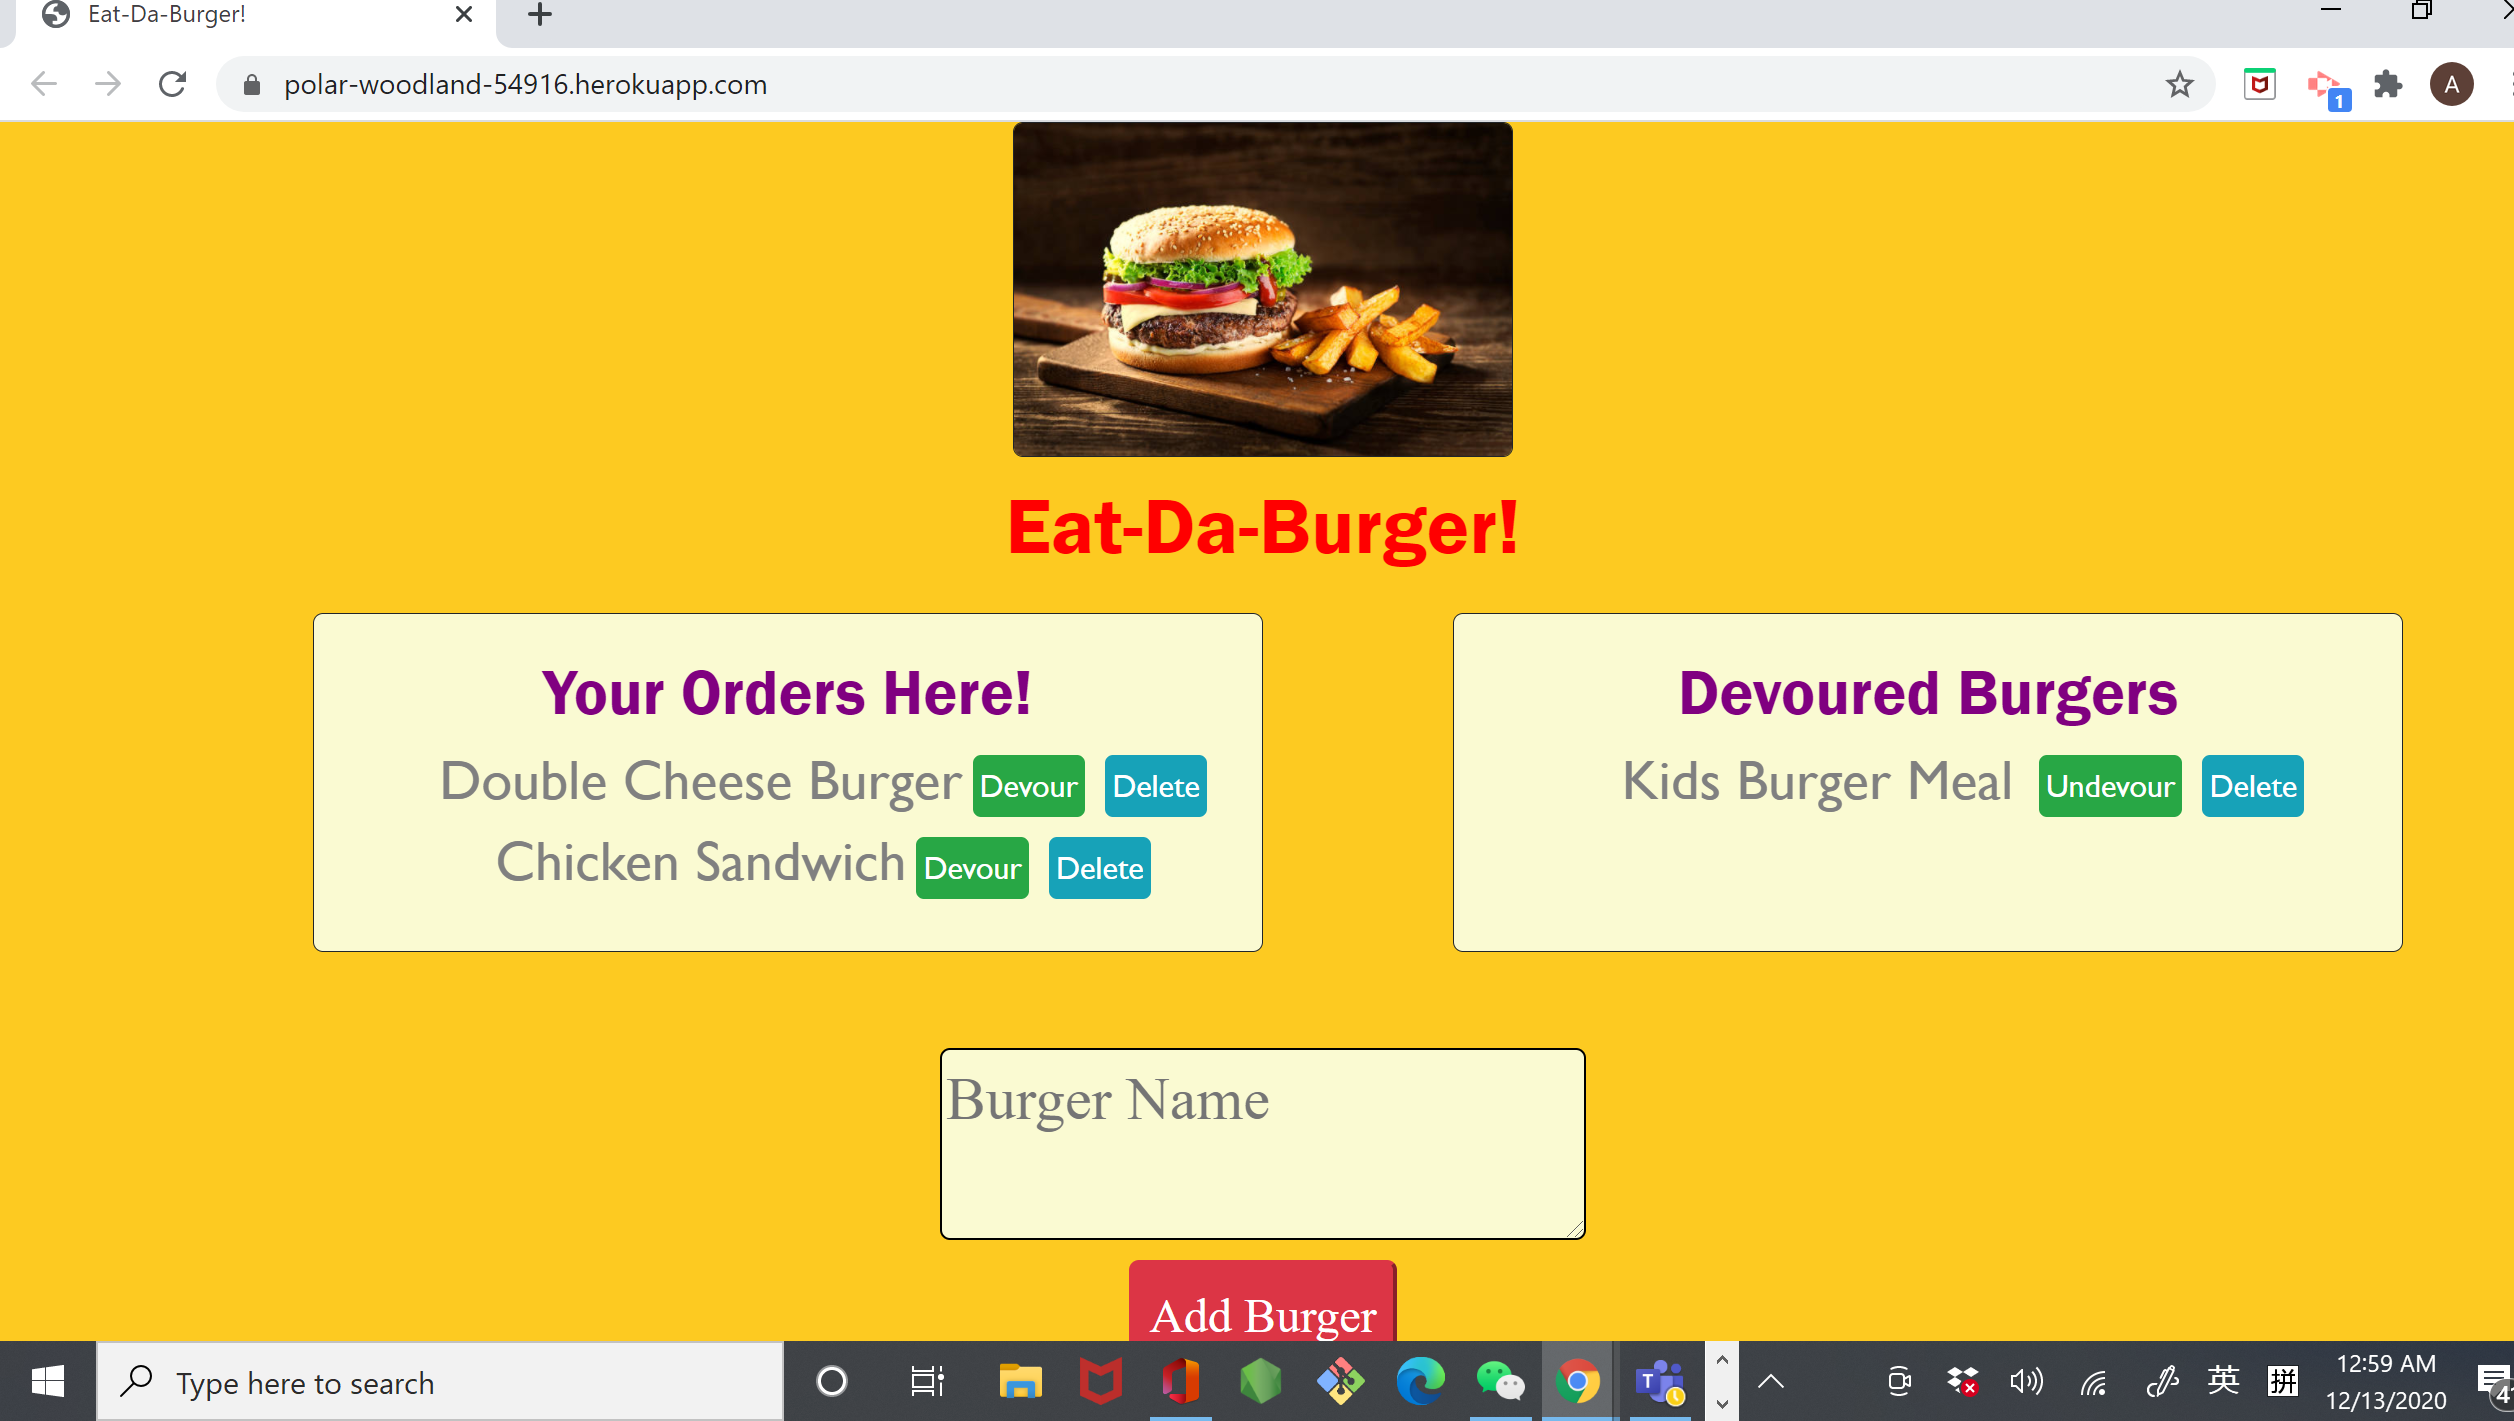 Eat-Da-Burger!
polar-woodland-54916.herokuapp.com
1
A
Eat-Da-Burger!
Your Orders Here!
Double Cheese Burger Devour Delete
Chicken Sandwich Devour Delete
Devoured Burgers
Kids Burger Meal Undevour Delete
Burger Name
Add Burger
Type here to search
T
英
拼
12:59 AM
12/13/2020